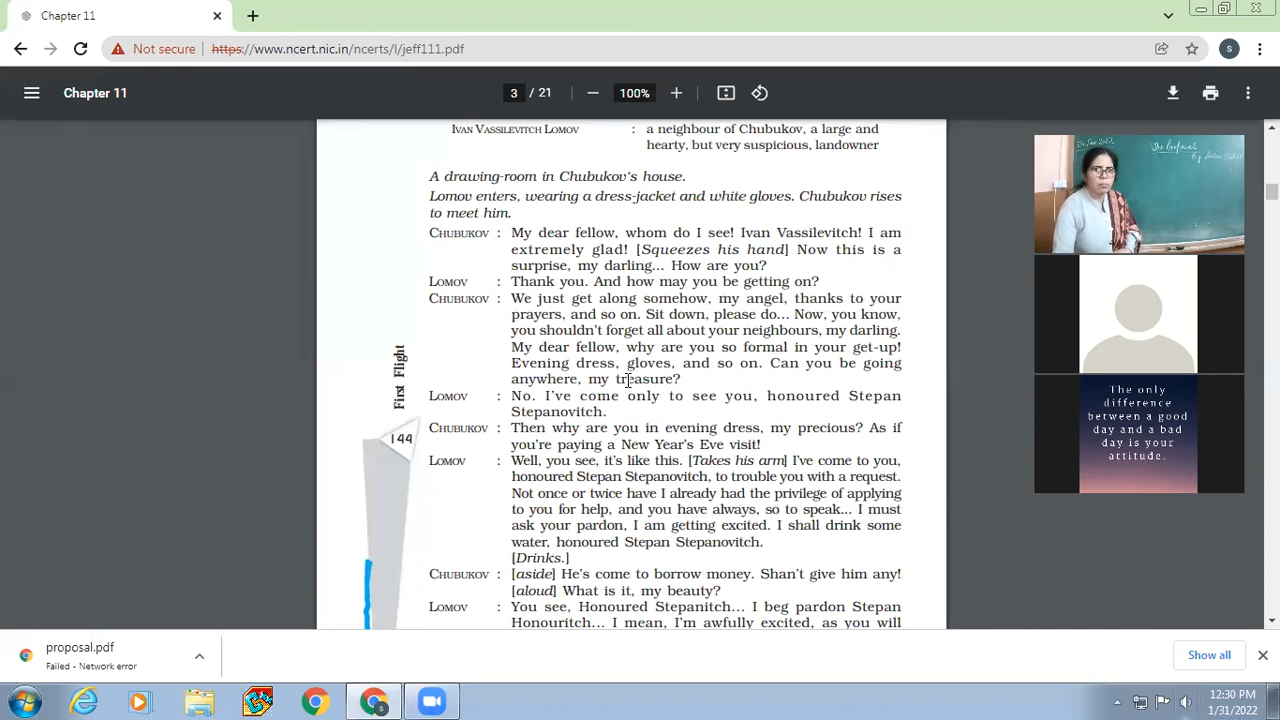 Chapter 11
Not secure
https://www.ncert.nic.in/ncerts/l/jeff111.pdf
S
Chapter 11
3 / 21
100%
IVAN VASSILEVITCH LOMOV : a neighbour of Chubukov, a large and
hearty, but very suspicious, landowner
A drawing-room in Chubukov's house.
Lomov enters, wearing a dress-jacket and white gloves. Chubukov rises
to meet him.
CHUBUKOV : My dear fellow, whom do I see! Ivan Vassilevitch! I am
extremely glad! [Squeezes his hand] Now this is a
surprise, my darling... How are you?
LOMOV : Thank you. And how may you be getting on?
CHUBUKOV : We just get along somehow, my angel, thanks to your
prayers, and so on. Sit down, please do... Now, you know,
you shouldn't forget all about your neighbours, my darling.
My dear fellow, why are you so formal in your get-up!
Evening dress, gloves, and so on. Can you be going
anywhere, my treasure?
LOMOV : No. I've come only to see you, honoured Stepan
Stepanovitch.
CHUBUKOV : Then why are you in evening dress, my precious? As if
you're paying a New Year's Eve visit!
LOMOV : Well, you see, it's like this. [Takes his arm] I've come to you,
honoured Stepan Stepanovitch, to trouble you with a request.
Not once or twice have I already had the privilege of applying
to you for help, and you have always, so to speak... I must
ask your pardon, I am getting excited. I shall drink some
water, honoured Stepan Stepanovitch.
[Drinks.]
CHUBUKOV : [aside] He's come to borrow money. Shan't give him any!
[aloud] What is it, my beauty?
LOMOV : You see, Honoured Stepanitch... I beg pardon Stepan
Honouritch... I mean, I'm awfully excited, as you will
First Flight
144
The Proposal
The only
difference
between a good
day and a bad
day is your
attitude.
proposal.pdf
Failed - Network error
Show all
S
12:30 PM
1/31/2022